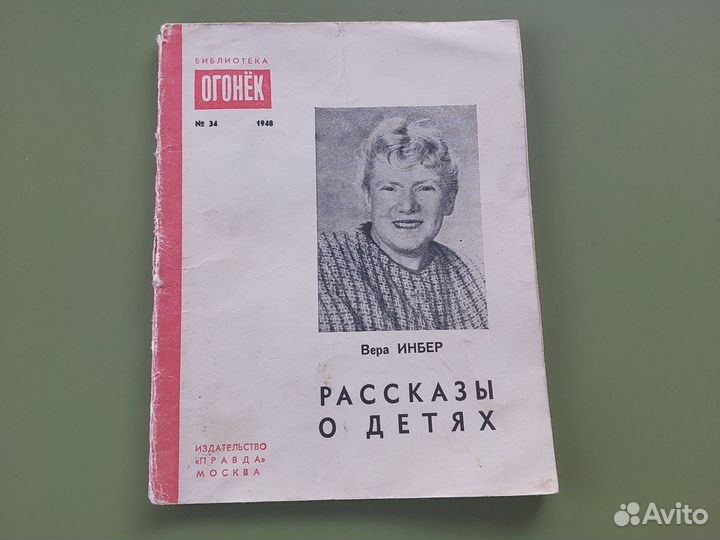 БИБЛИОТЕКА
ОГОНЁК
№ 34 1948
Вера ИНБЕР
РАССКАЗЫ
О ДЕТЯХ
ИЗДАТЕЛЬСТВО
«ПРАВДА»
МОСКВА
Avito